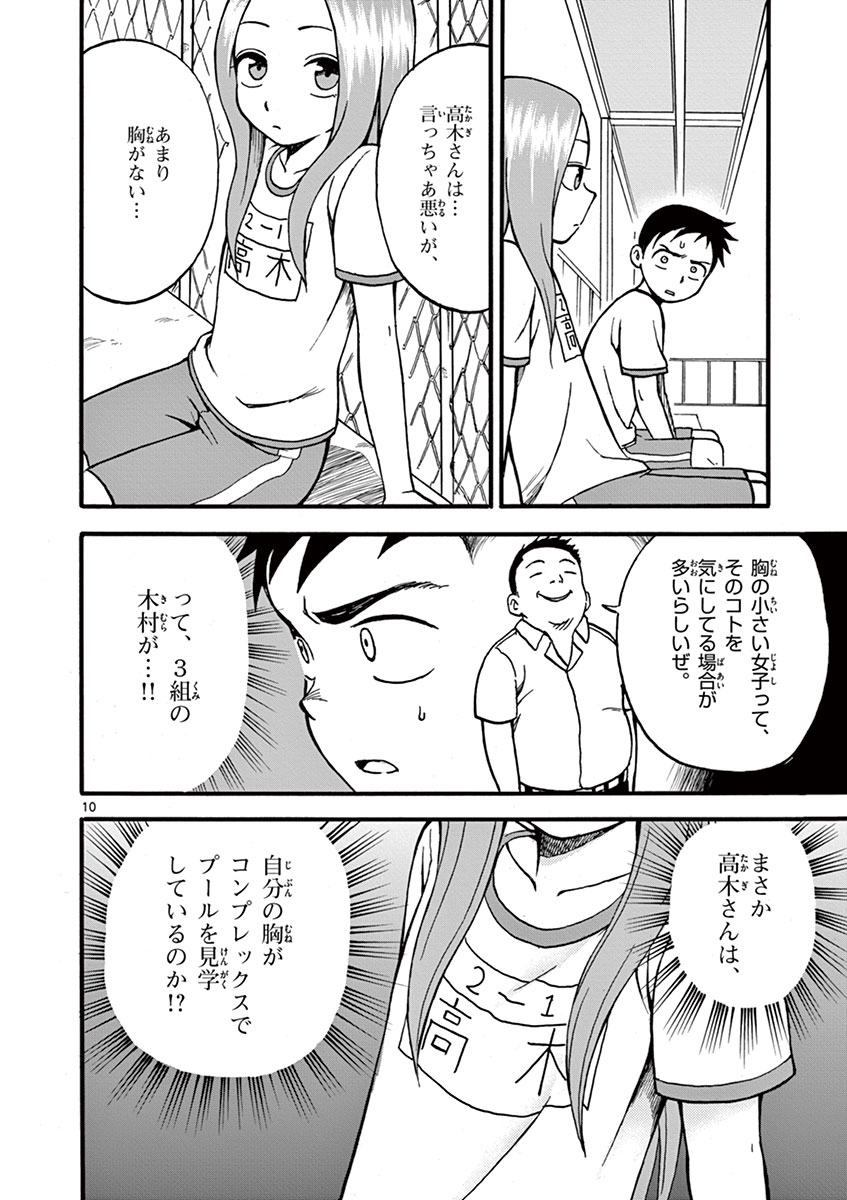 高木さんは…
言っちゃあ悪いが、
あまり
胸がない…
2-1
高木
胸の小さい女子って、
そのコトを
気にしてる場合が
多いらしいぜ。
って、3組の
木村が…!!
10
まさか
高木さんは、
自分の胸が
コンプレックスで
プールを見学
しているのか!?
2-1
高木